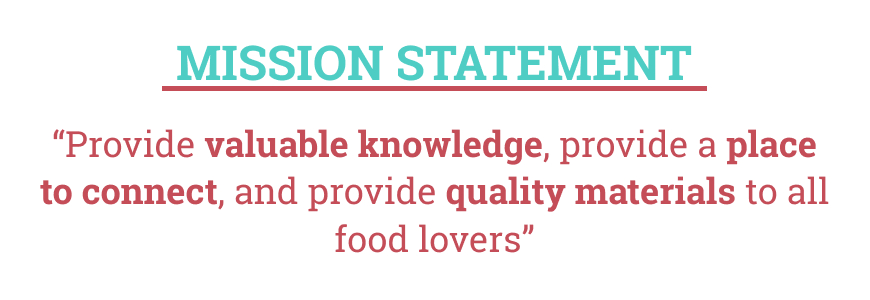 MISSION STATEMENT
“Provide valuable knowledge, provide a place
to connect, and provide quality materials to all
food lovers”